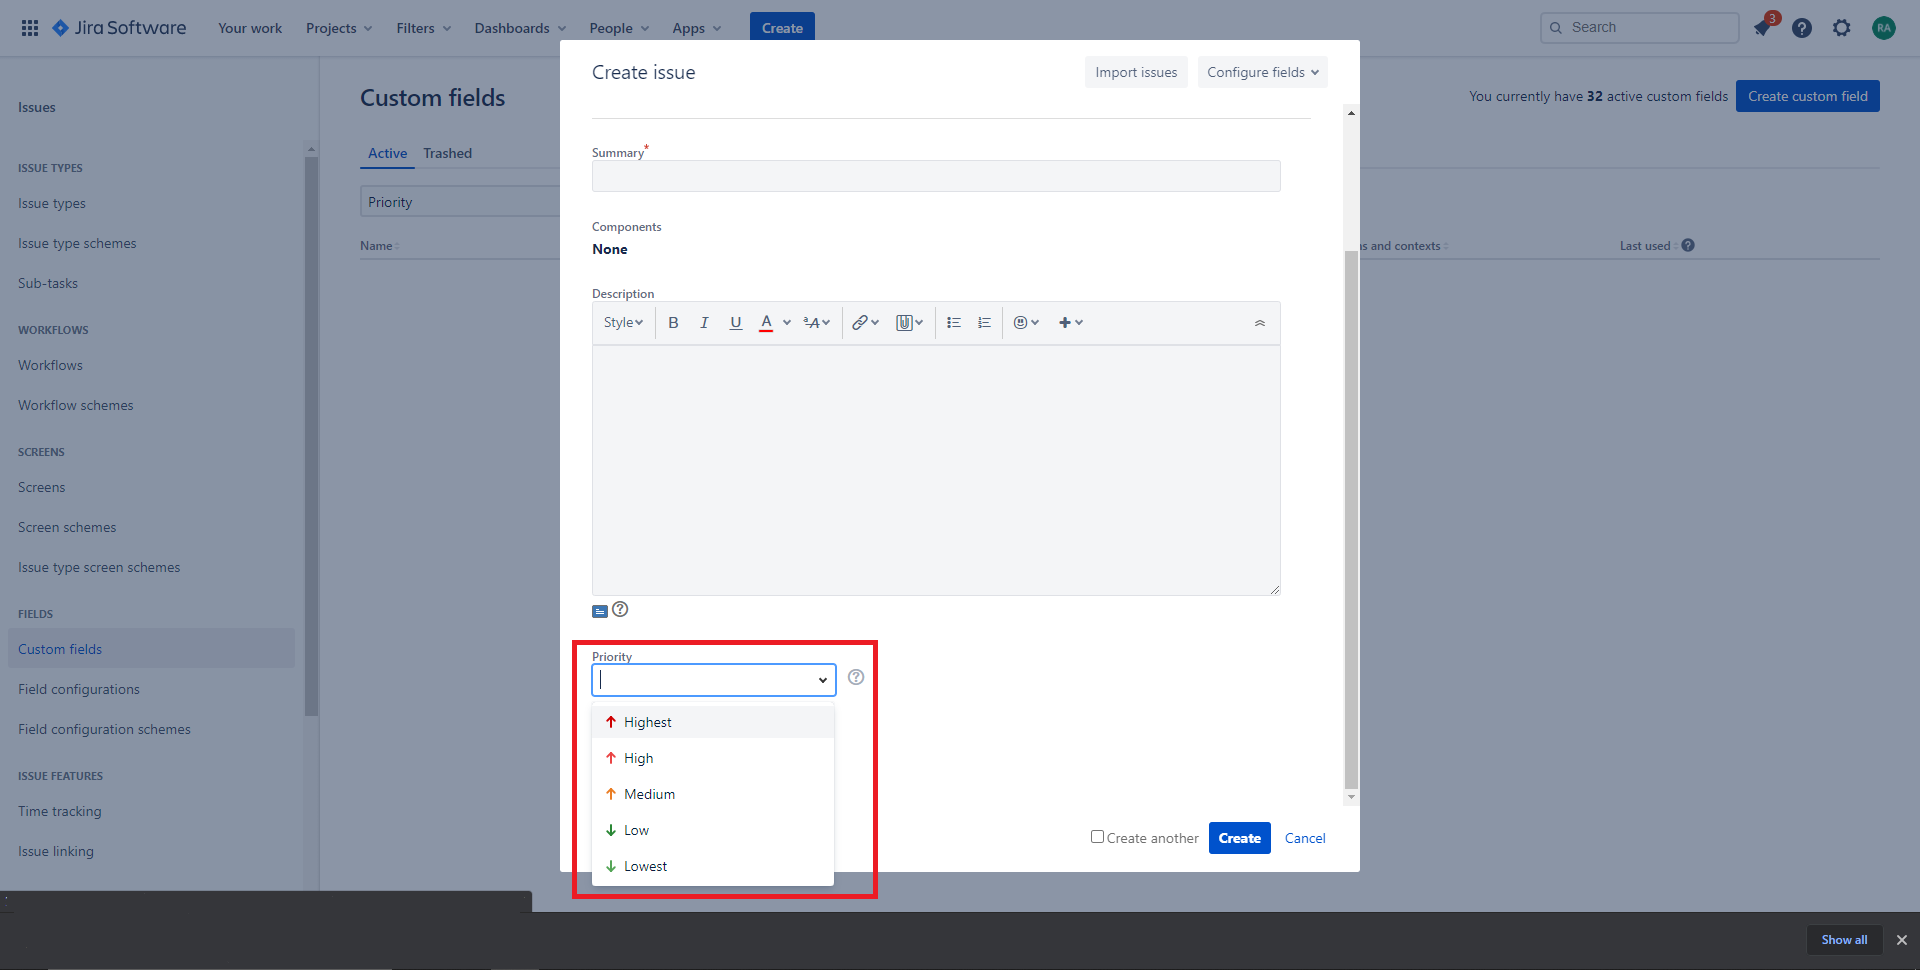 Jira Software Your work Projects Filters Dashboards People Apps Create Search 3 RA
Create issue Import issues Configure fields
Issues
Custom fields
You currently have 32 active custom fields Create custom field
Active Trashed
Priority
Name
s and contexts
Last used
ISSUE TYPES
Issue types
Issue type schemes
Sub-tasks
WORKFLOWS
Workflows
Workflow schemes
SCREENS
Screens
Screen schemes
Issue type screen schemes
FIELDS
Custom fields
Field configurations
Field configuration schemes
ISSUE FEATURES
Time tracking
Issue linking
Summary*
Components
None
Description
Style B I U A A
Priority
Highest
High
Medium
Low
Lowest
Create another Create Cancel
Show all